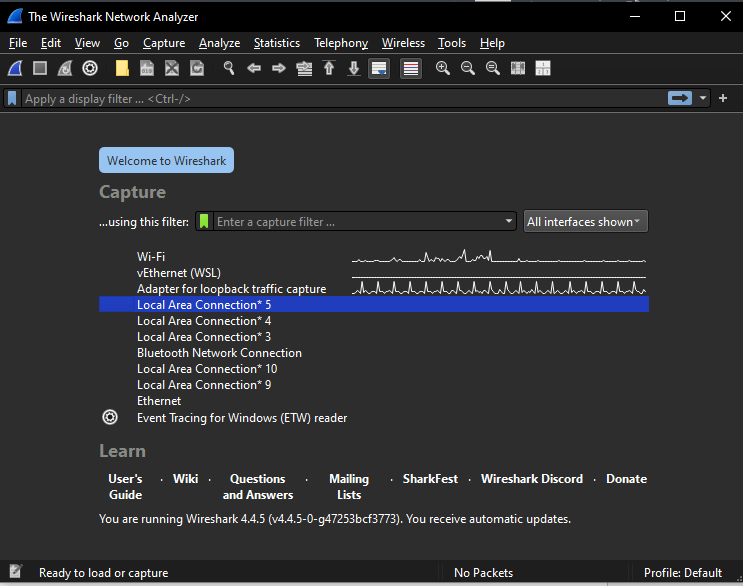 The Wireshark Network Analyzer
File Edit View Go Capture Analyze Statistics Telephony Wireless Tools Help
Apply a display filter ... <Ctrl-/>
Welcome to Wireshark
Capture
...using this filter: Enter a capture filter ... All interfaces shown
Wi-Fi
vEthernet (WSL)
Adapter for loopback traffic capture
Local Area Connection* 5
Local Area Connection* 4
Local Area Connection* 3
Bluetooth Network Connection
Local Area Connection* 10
Local Area Connection* 9
Ethernet
Event Tracing for Windows (ETW) reader
Learn
User's Guide · Wiki · Questions and Answers · Mailing Lists · SharkFest · Wireshark Discord · Donate
You are running Wireshark 4.4.5 (v4.4.5-0-g47253bcf3773). You receive automatic updates.
Ready to load or capture No Packets Profile: Default